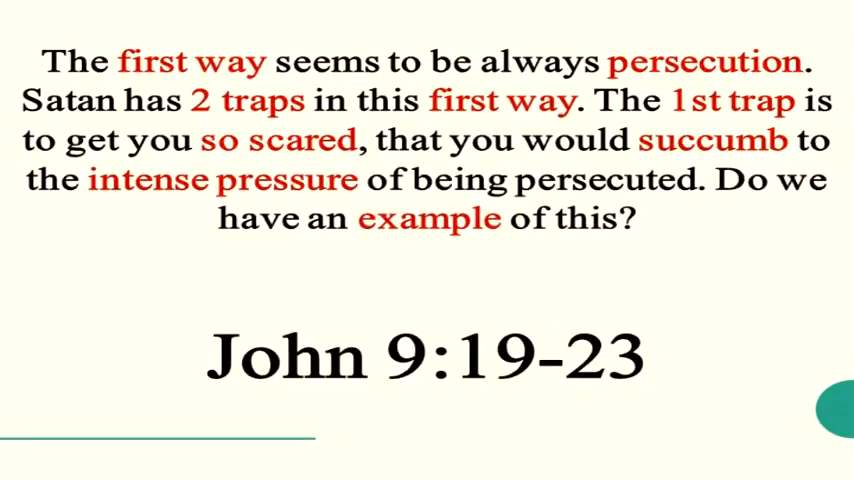 The first way seems to be always persecution.
Satan has 2 traps in this first way. The 1st trap is
to get you so scared, that you would succumb to
the intense pressure of being persecuted. Do we
have an example of this?
John 9:19-23